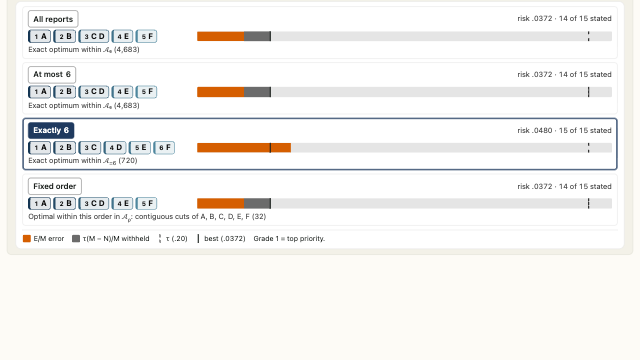 All reports
risk .0372 · 14 of 15 stated
1 A 2 B 3 C D 4 E 5 F
Exact optimum within 𝒜₆ (4,683)
At most 6
risk .0372 · 14 of 15 stated
1 A 2 B 3 C D 4 E 5 F
Exact optimum within 𝒜₆ (4,683)
Exactly 6
risk .0480 · 15 of 15 stated
1 A 2 B 3 C 4 D 5 E 6 F
Exact optimum within 𝒜₌₆ (720)
Fixed order
risk .0372 · 14 of 15 stated
1 A 2 B 3 C D 4 E 5 F
Optimal within this order in 𝒜; contiguous cuts of A, B, C, D, E, F (32)
E/M error τ(M − N)/M withheld τ (.20) best (.0372) Grade 1 = top priority.